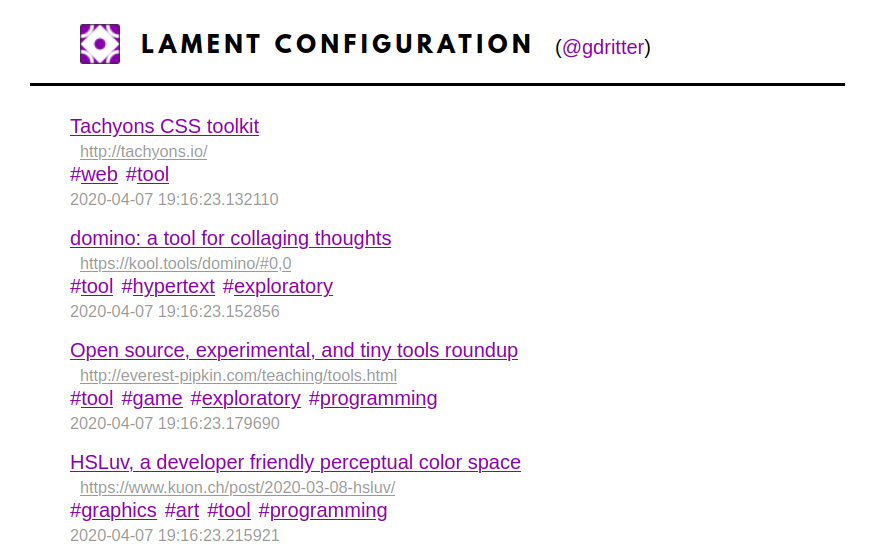 LAMENT CONFIGURATION (@gdritter)
Tachyons CSS toolkit
http://tachyons.io/
#web #tool
2020-04-07 19:16:23.132110
domino: a tool for collaging thoughts
https://kool.tools/domino/#0,0
#tool #hypertext #exploratory
2020-04-07 19:16:23.152856
Open source, experimental, and tiny tools roundup
http://everest-pipkin.com/teaching/tools.html
#tool #game #exploratory #programming
2020-04-07 19:16:23.179690
HSLuv, a developer friendly perceptual color space
https://www.kuon.ch/post/2020-03-08-hsluv/
#graphics #art #tool #programming
2020-04-07 19:16:23.215921